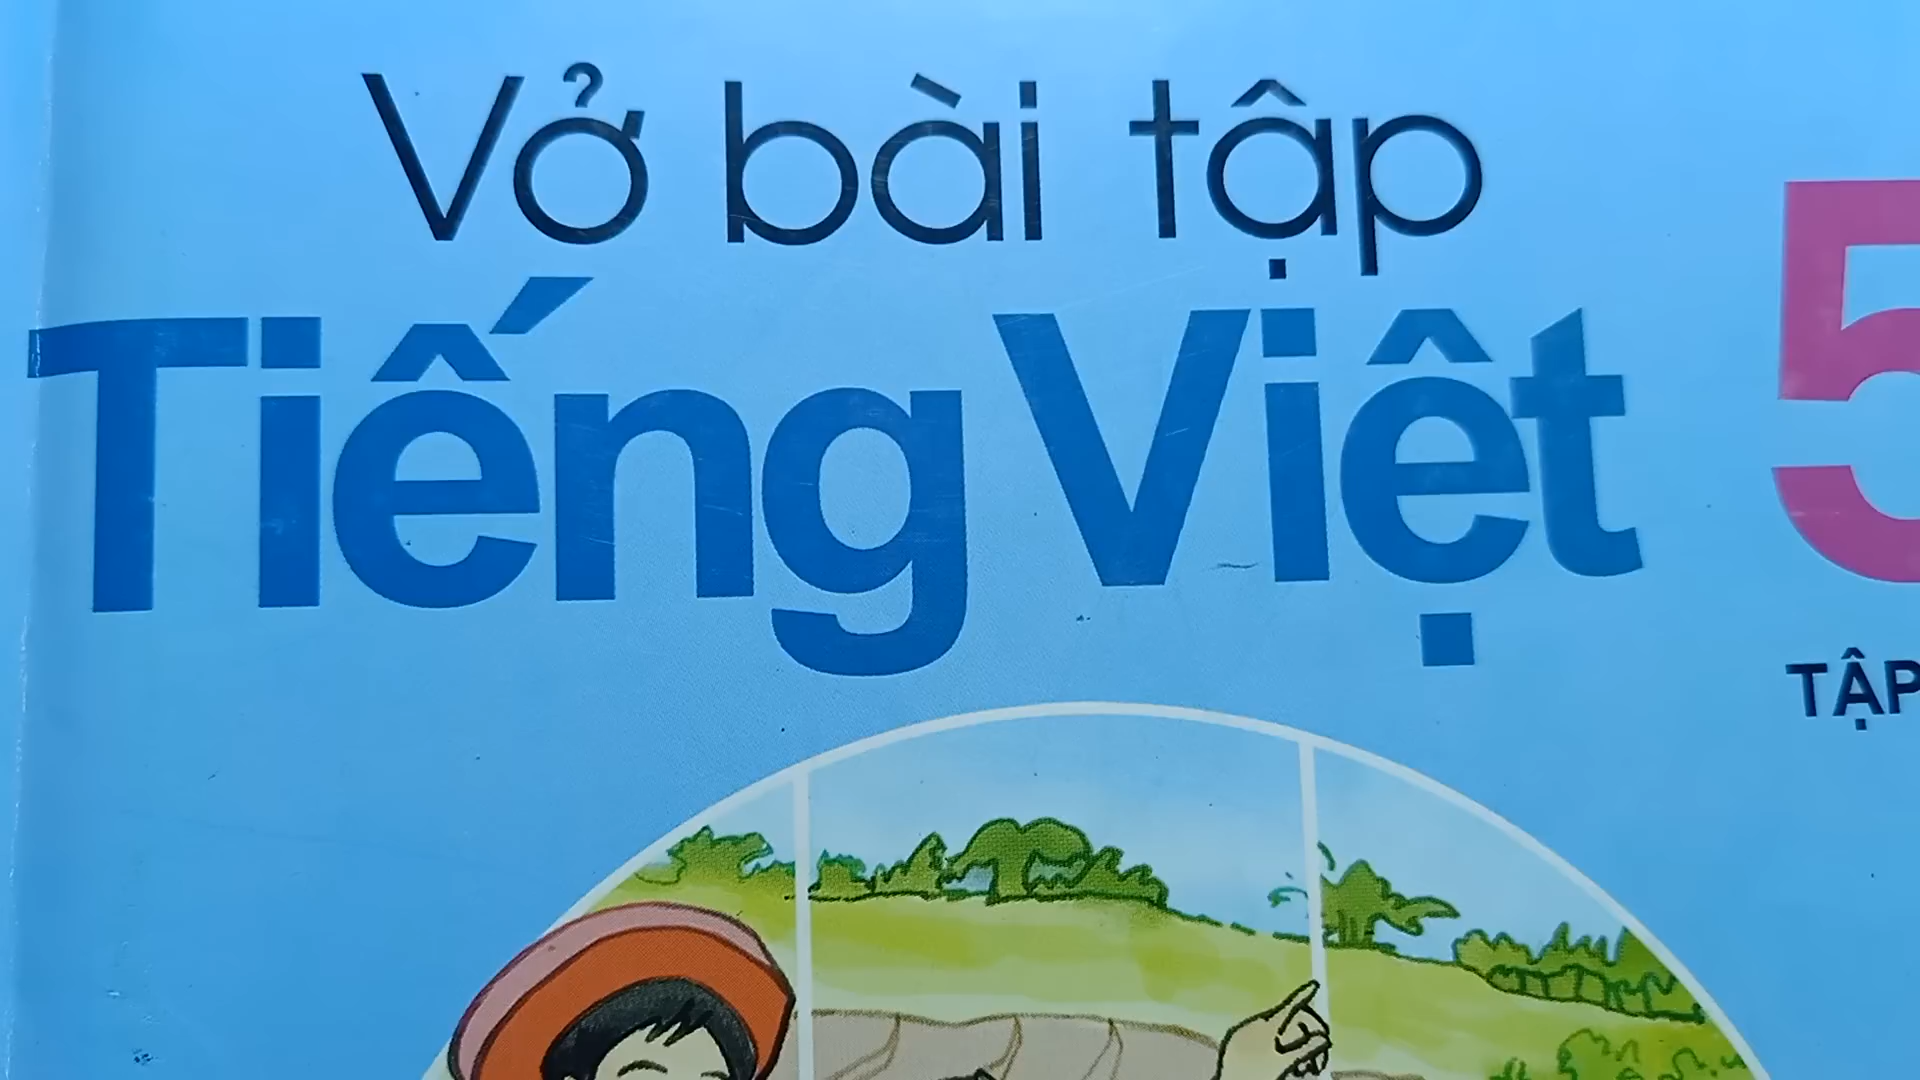 Vở bài tập
Tiếng Việt 5
TẬP